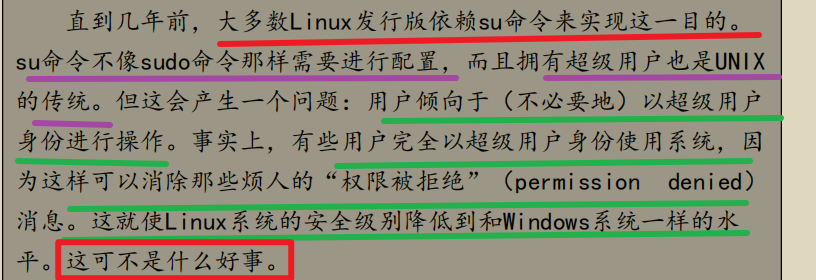 直到几年前，大多数Linux发行版依赖su命令来实现这一目的。
su命令不像sudo命令那样需要进行配置，而且拥有超级用户也是UNIX
的传统。但这会产生一个问题：用户倾向于（不必要地）以超级用户
身份进行操作。事实上，有些用户完全以超级用户身份使用系统，因
为这样可以消除那些烦人的“权限被拒绝”（permission denied）
消息。这就使Linux系统的安全级别降低到和Windows系统一样的水
平。这可不是什么好事。